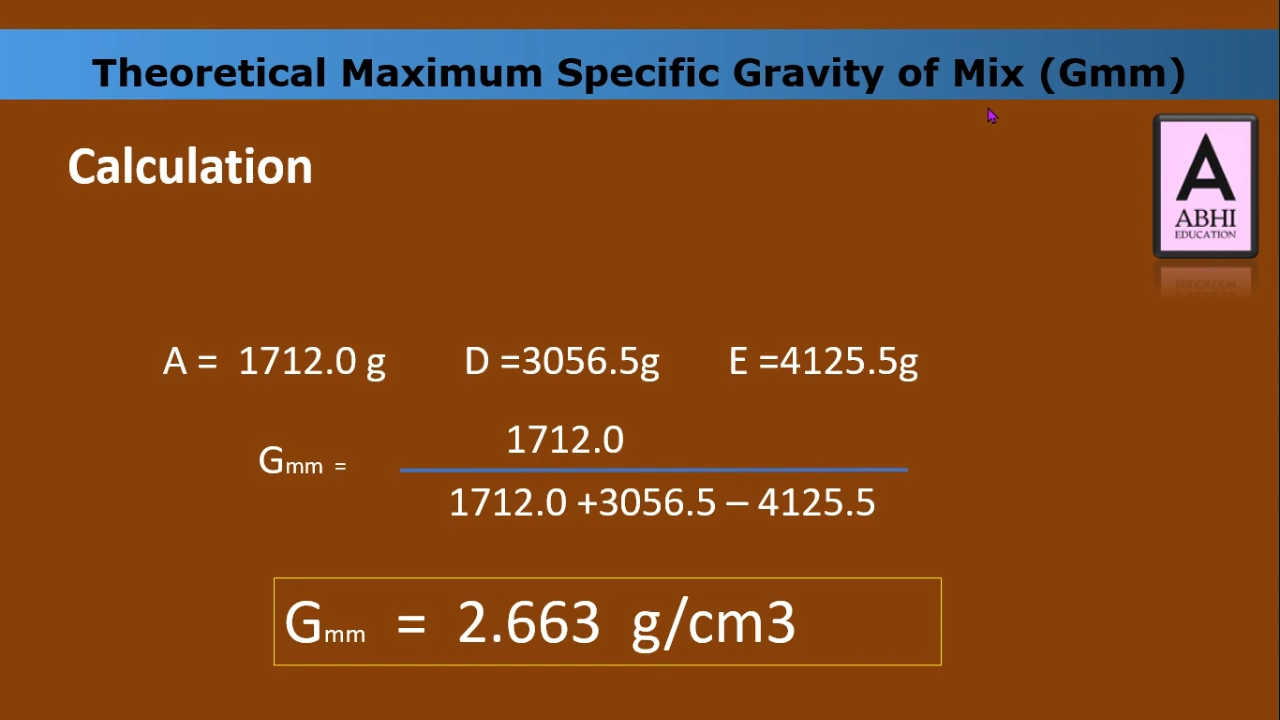 Theoretical Maximum Specific Gravity of Mix (Gmm)
Calculation
A
ABHI
EDUCATION
A = 1712.0 g D =3056.5g E =4125.5g
1712.0
Gmm =
1712.0 +3056.5 – 4125.5
Gmm = 2.663 g/cm3